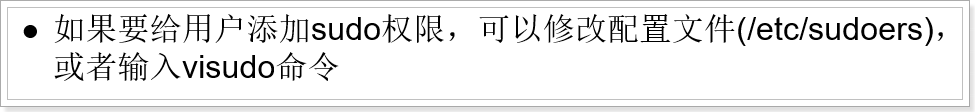 ● 如果要给用户添加sudo权限，可以修改配置文件(/etc/sudoers)，
或者输入visudo命令